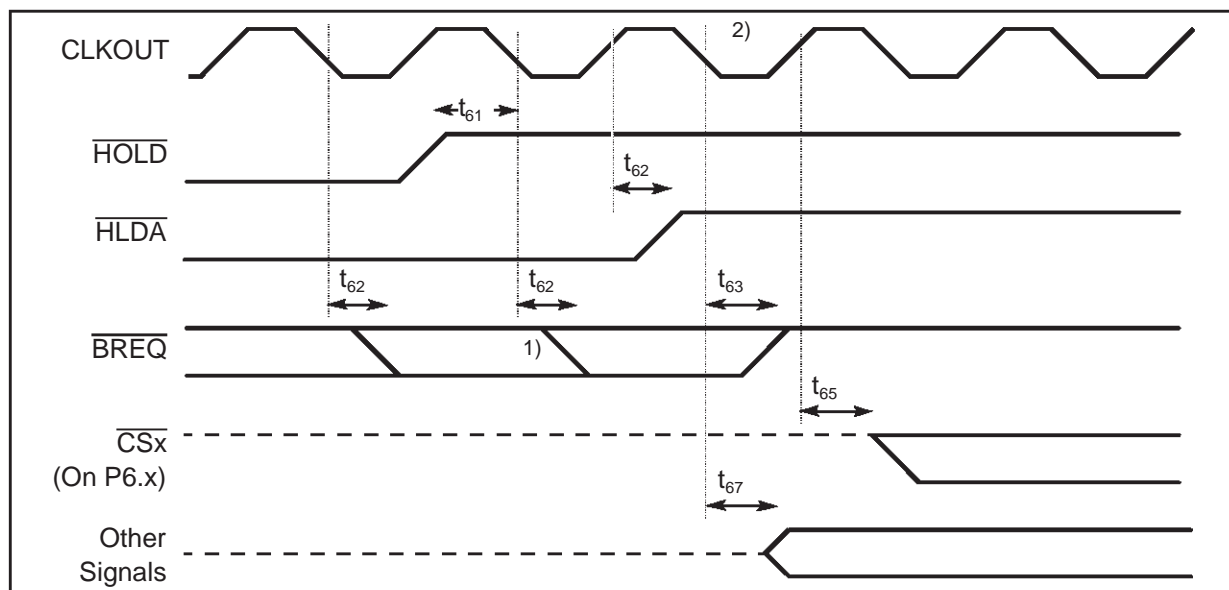 CLKOUT
2)
t61
HOLD
t62
HLDA
t62
t62
t63
BREQ
1)
t65
CSx
(On P6.x)
t67
Other
Signals